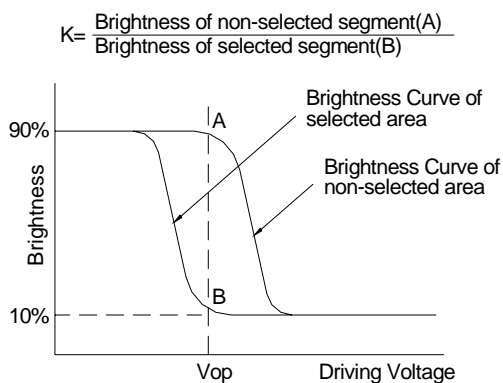 K= Brightness of non-selected segment(A)
Brightness of selected segment(B)
Brightness Curve of
selected area
A
90%
Brightness Curve of
non-selected area
Brightness
B
10%
Vop Driving Voltage